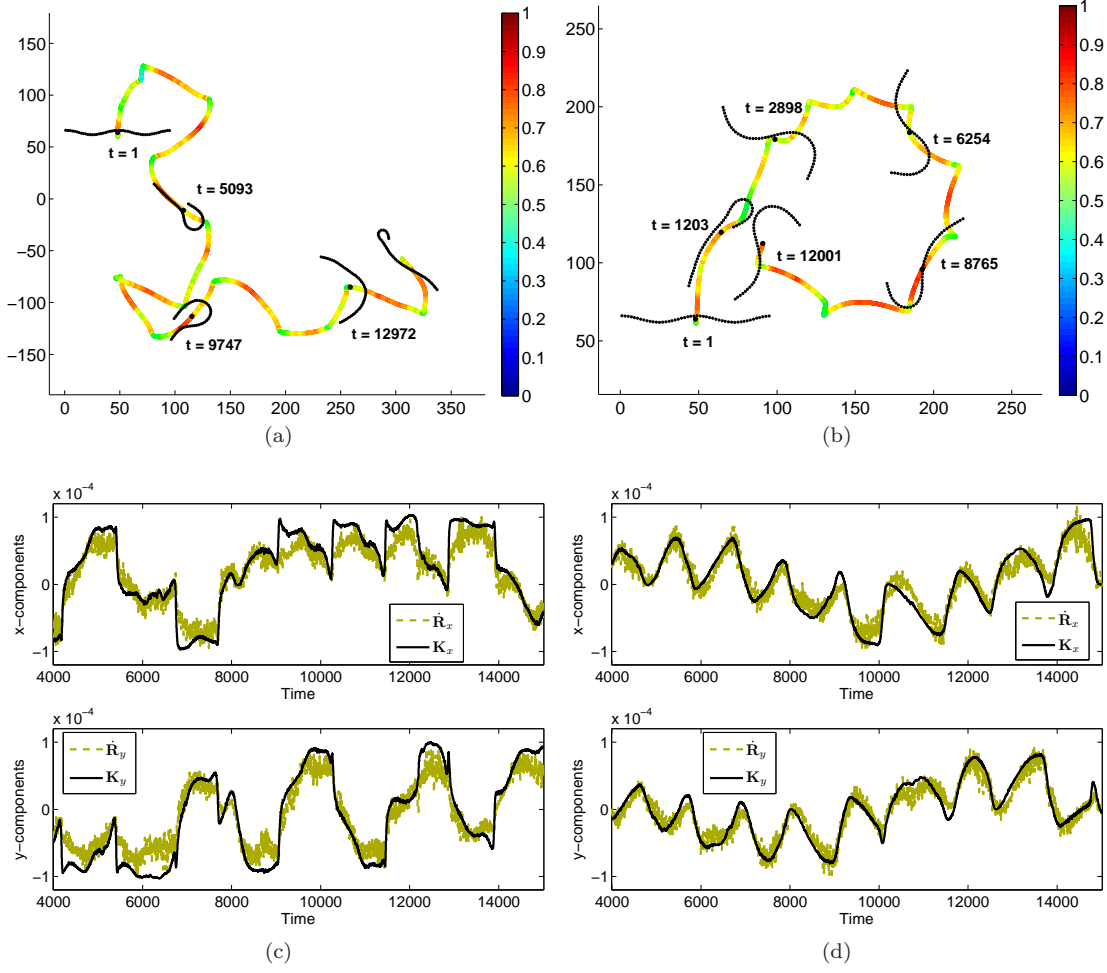 150
100
50
0
−50
−100
−150
0 50 100 150 200 250 300 350
t = 1
t = 5093
t = 9747
t = 12972
1
0.9
0.8
0.7
0.6
0.5
0.4
0.3
0.2
0.1
0
(a)
250
200
150
100
50
0 50 100 150 200 250
t = 2898
t = 6254
t = 1203
t = 12001
t = 8765
t = 1
1
0.9
0.8
0.7
0.6
0.5
0.4
0.3
0.2
0.1
0
(b)
x 10⁻⁴
1
0
−1
x−components
Ṙx
Kx
4000 6000 8000 10000 12000 14000
Time
x 10⁻⁴
1
0
−1
y−components
Ṙy
Ky
4000 6000 8000 10000 12000 14000
Time
(c)
x 10⁻⁴
1
0
−1
x−components
Ṙx
Kx
4000 6000 8000 10000 12000 14000
Time
x 10⁻⁴
1
0
−1
y−components
Ṙy
Ky
4000 6000 8000 10000 12000 14000
Time
(d)